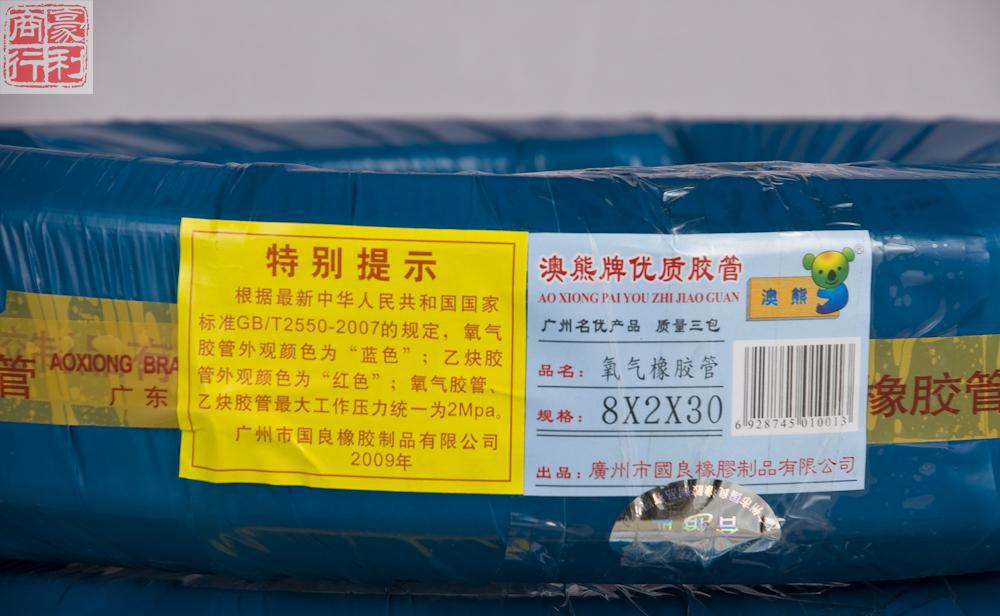 商豪
行利
特别提示
根据最新中华人民共和国国家
标准GB/T2550-2007的规定，氧气
胶管外观颜色为“蓝色”；乙炔胶
管外观颜色为“红色”；氧气胶管、
乙炔胶管最大工作压力统一为2Mpa。
广州市国良橡胶制品有限公司
2009年
澳熊牌优质胶管
AO XIONG PAI YOU ZHI JIAO GUAN
澳熊
®
广州名优产品 质量三包
品名：氧气橡胶管
规格：8X2X30
6 928745 010013
出品：廣州市國良橡膠制品有限公司
管 AOXIONG BRA
广东
橡胶管